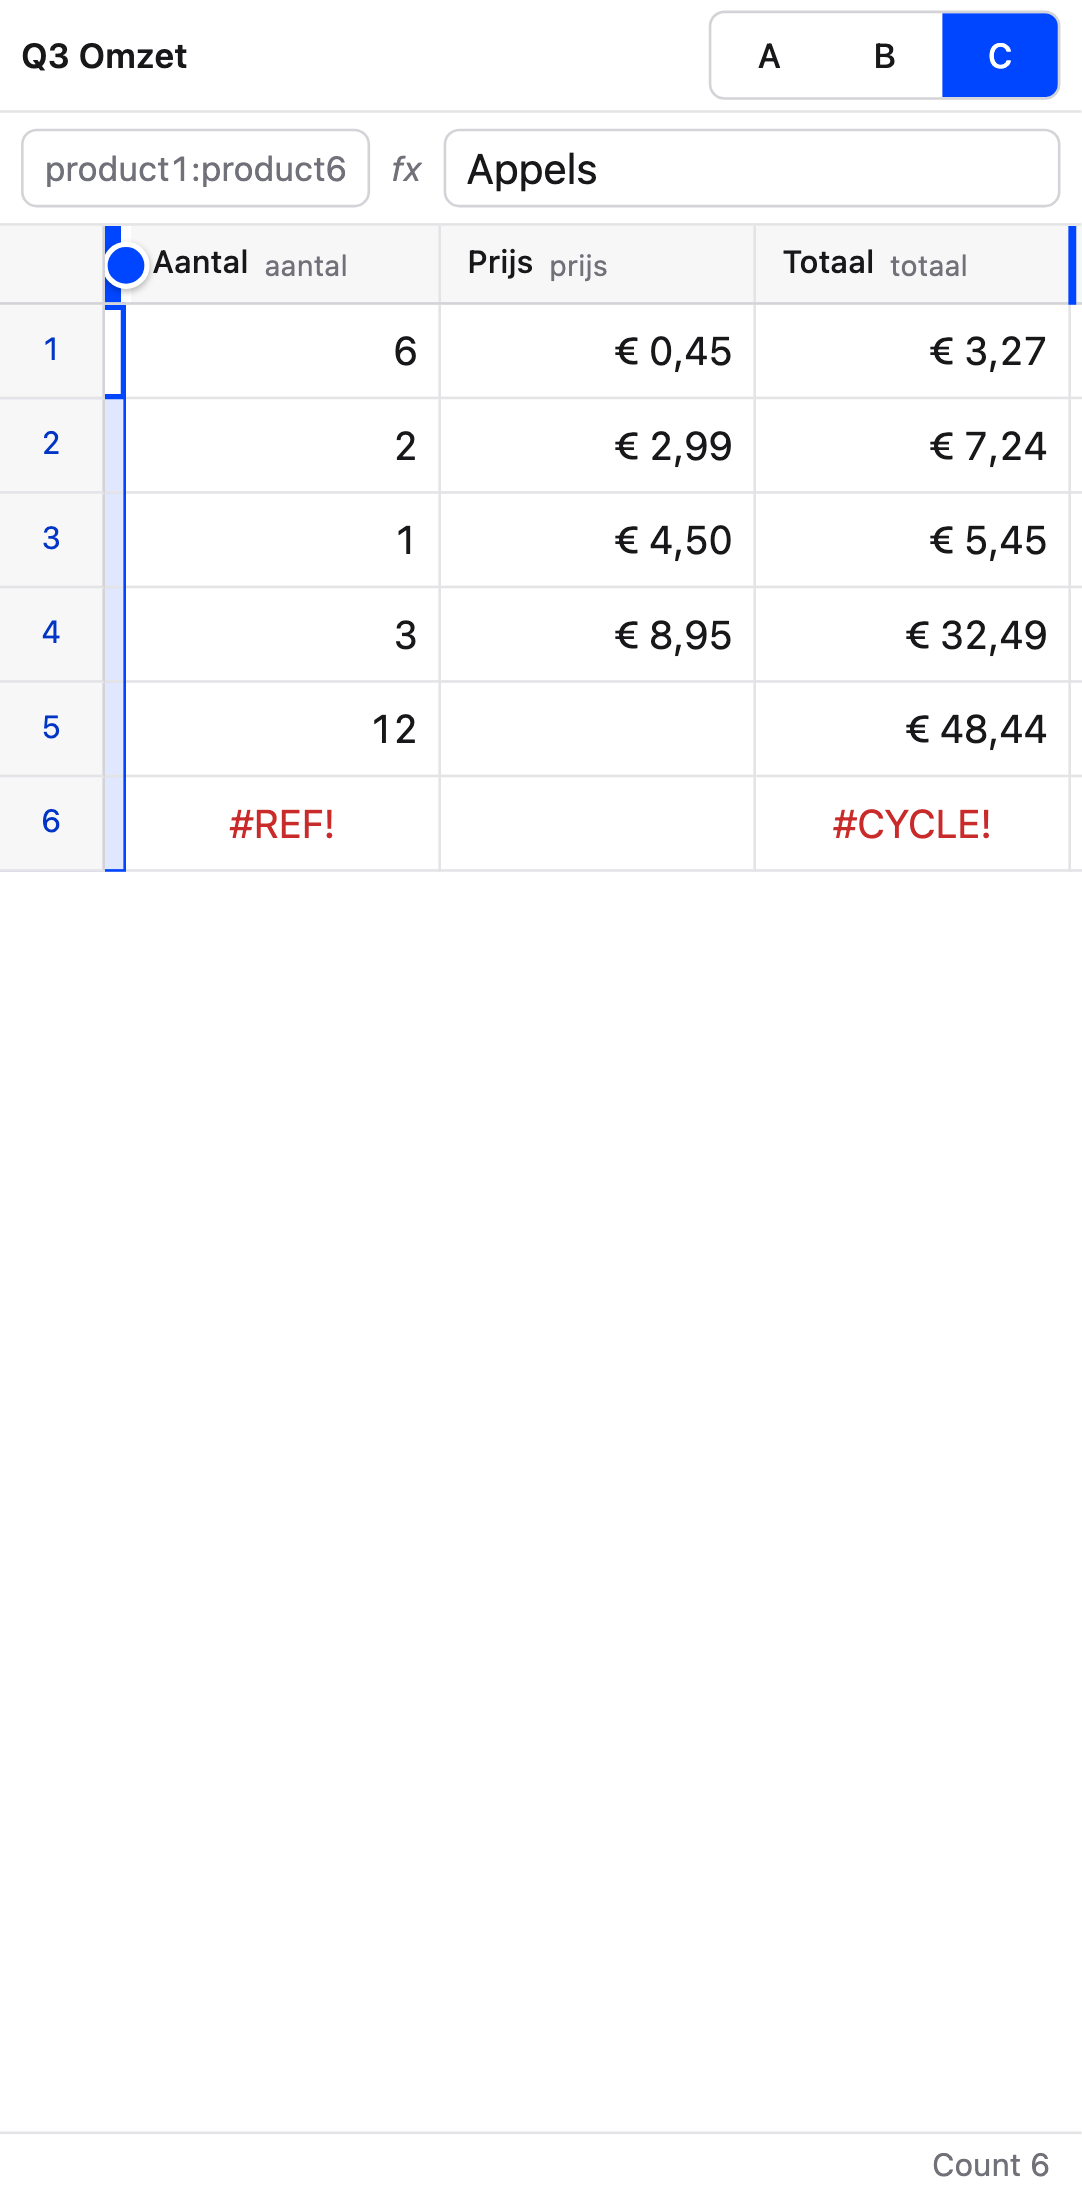 Q3 Omzet A B C
product1:product6 fx Appels
Aantal aantal Prijs prijs Totaal totaal
1 6 € 0,45 € 3,27
2 2 € 2,99 € 7,24
3 1 € 4,50 € 5,45
4 3 € 8,95 € 32,49
5 12 € 48,44
6 #REF! #CYCLE!
Count 6